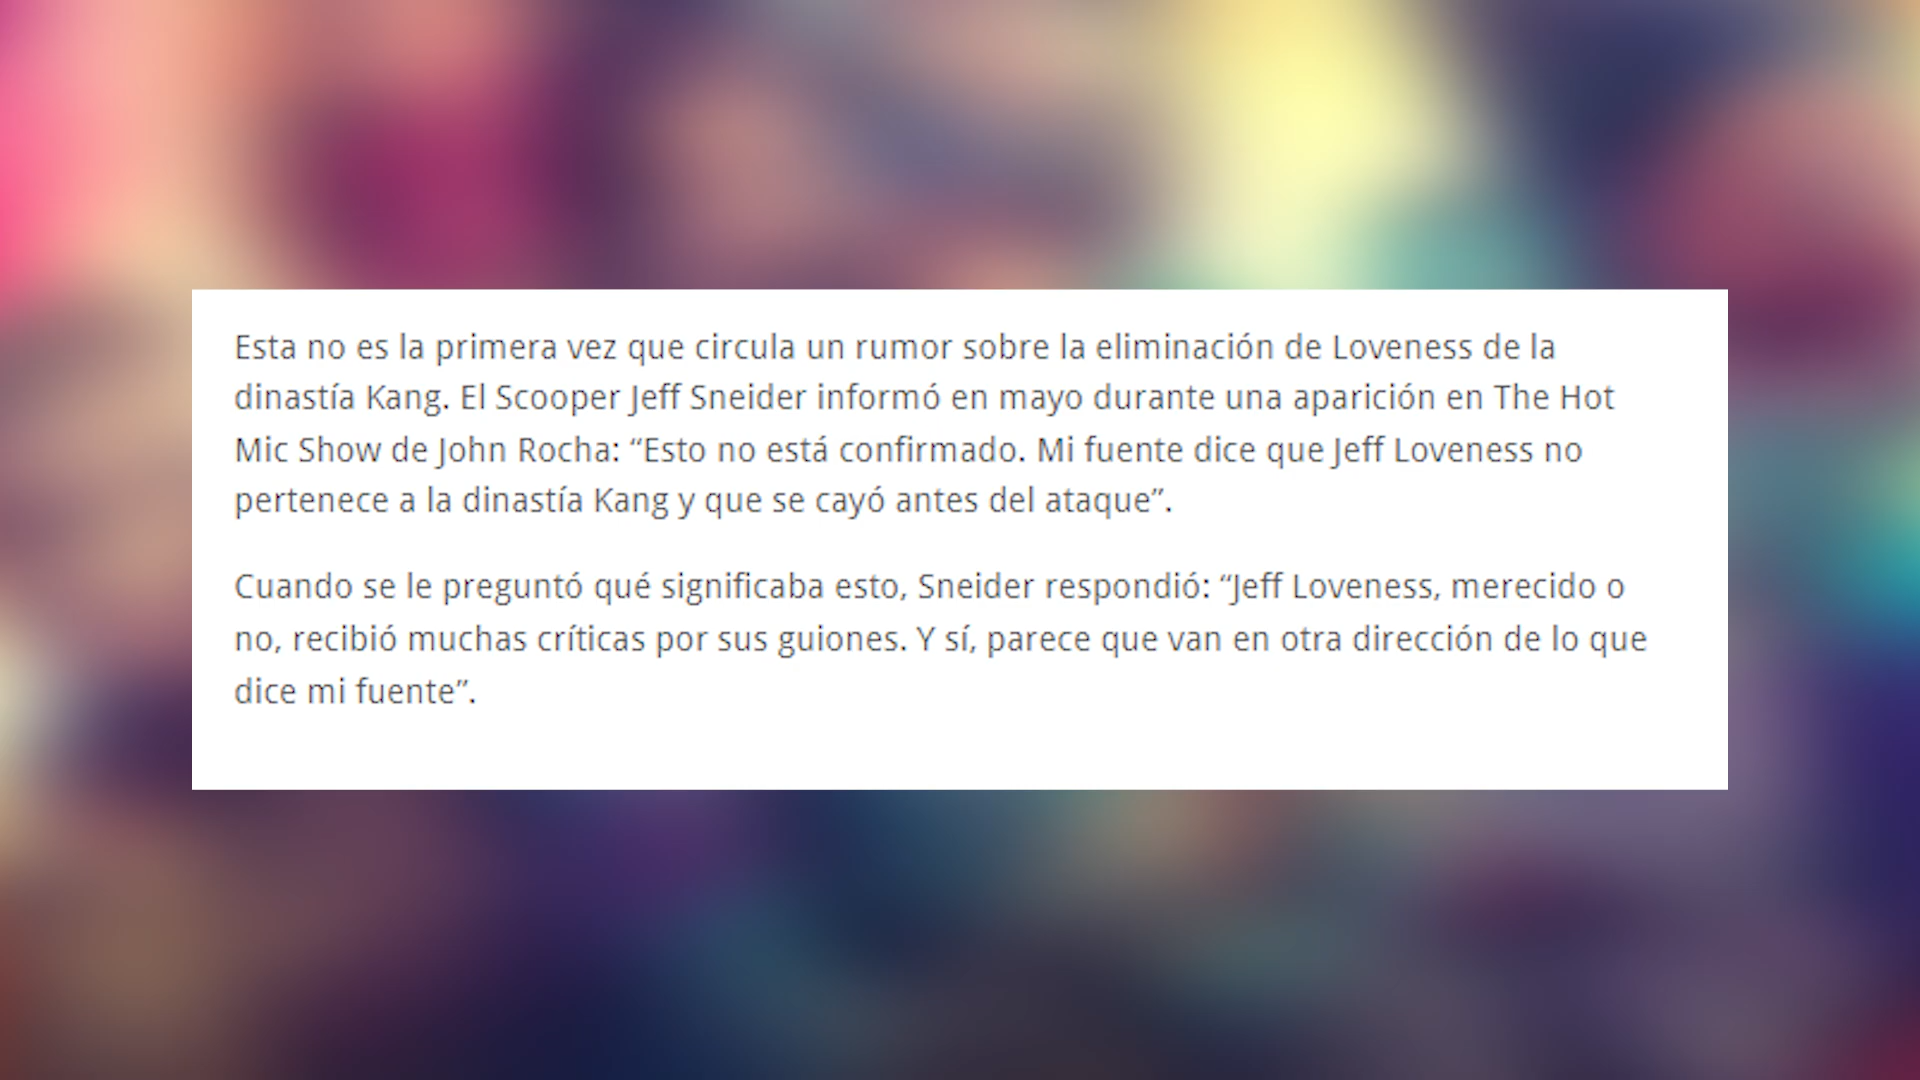 Esta no es la primera vez que circula un rumor sobre la eliminación de Loveness de la
dinastía Kang. El Scooper Jeff Sneider informó en mayo durante una aparición en The Hot
Mic Show de John Rocha: “Esto no está confirmado. Mi fuente dice que Jeff Loveness no
pertenece a la dinastía Kang y que se cayó antes del ataque”.
Cuando se le preguntó qué significaba esto, Sneider respondió: “Jeff Loveness, merecido o
no, recibió muchas críticas por sus guiones. Y sí, parece que van en otra dirección de lo que
dice mi fuente”.